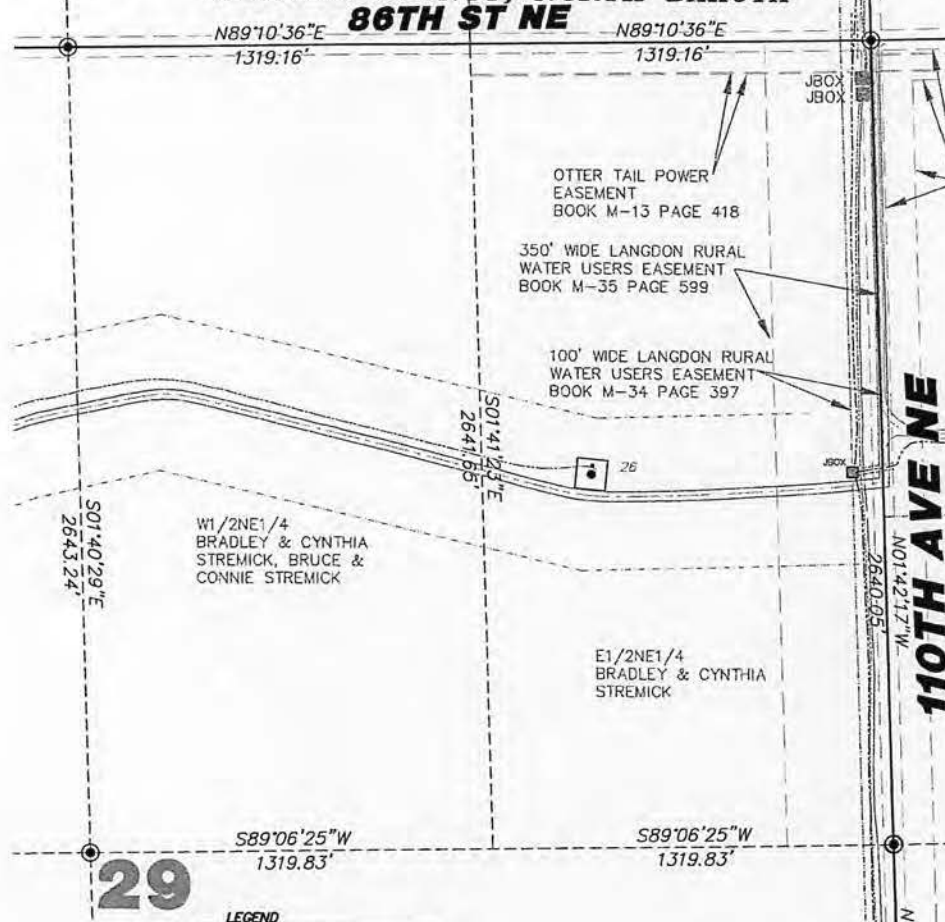 86TH ST NE
N89°10'36"E
1319.16'
N89°10'36"E
1319.16'
JBOX
JBOX
OTTER TAIL POWER
EASEMENT
BOOK M-13 PAGE 418
350' WIDE LANGDON RURAL
WATER USERS EASEMENT
BOOK M-35 PAGE 599
100' WIDE LANGDON RURAL
WATER USERS EASEMENT
BOOK M-34 PAGE 397
110TH AVE NE
S01°41'23"E
2641.65'
26
JBOX
S01°40'29"E
2643.24'
W1/2NE1/4
BRADLEY & CYNTHIA
STREMICK, BRUCE &
CONNIE STREMICK
N01°42'17"W
2640.05'
E1/2NE1/4
BRADLEY & CYNTHIA
STREMICK
S89°06'25"W
1319.83'
S89°06'25"W
1319.83'
29
N
LEGEND